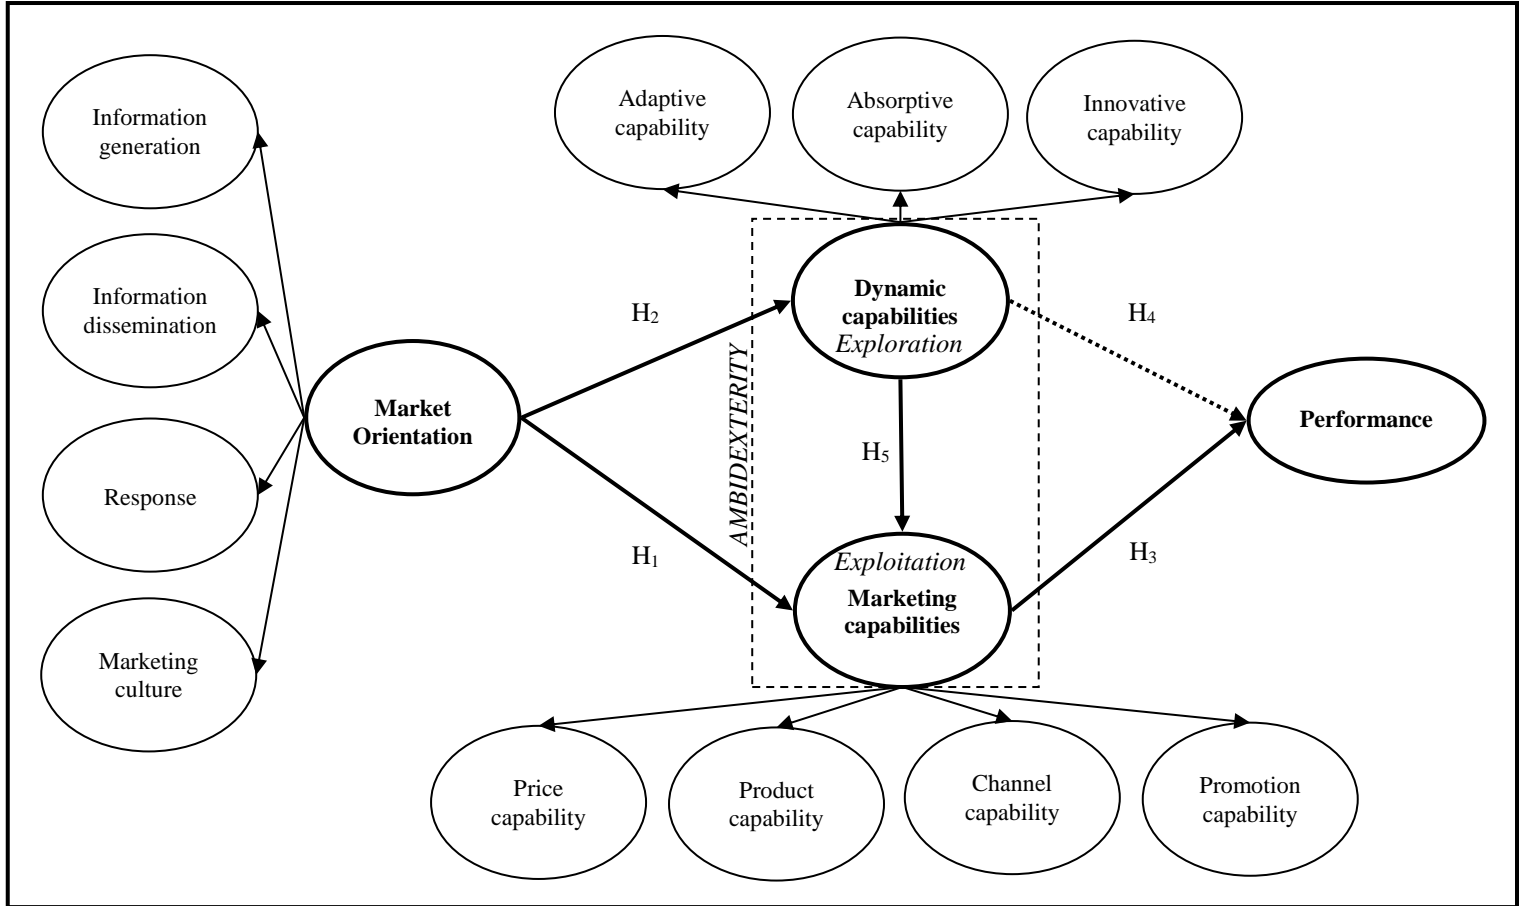 Information
generation
Information
dissemination
Response
Marketing
culture
Market
Orientation
Adaptive
capability
Absorptive
capability
Innovative
capability
H₂
H₁
AMBIDEXTERITY
Dynamic
capabilities
Exploration
H₅
Exploitation
Marketing
capabilities
H₄
H₃
Performance
Price
capability
Product
capability
Channel
capability
Promotion
capability